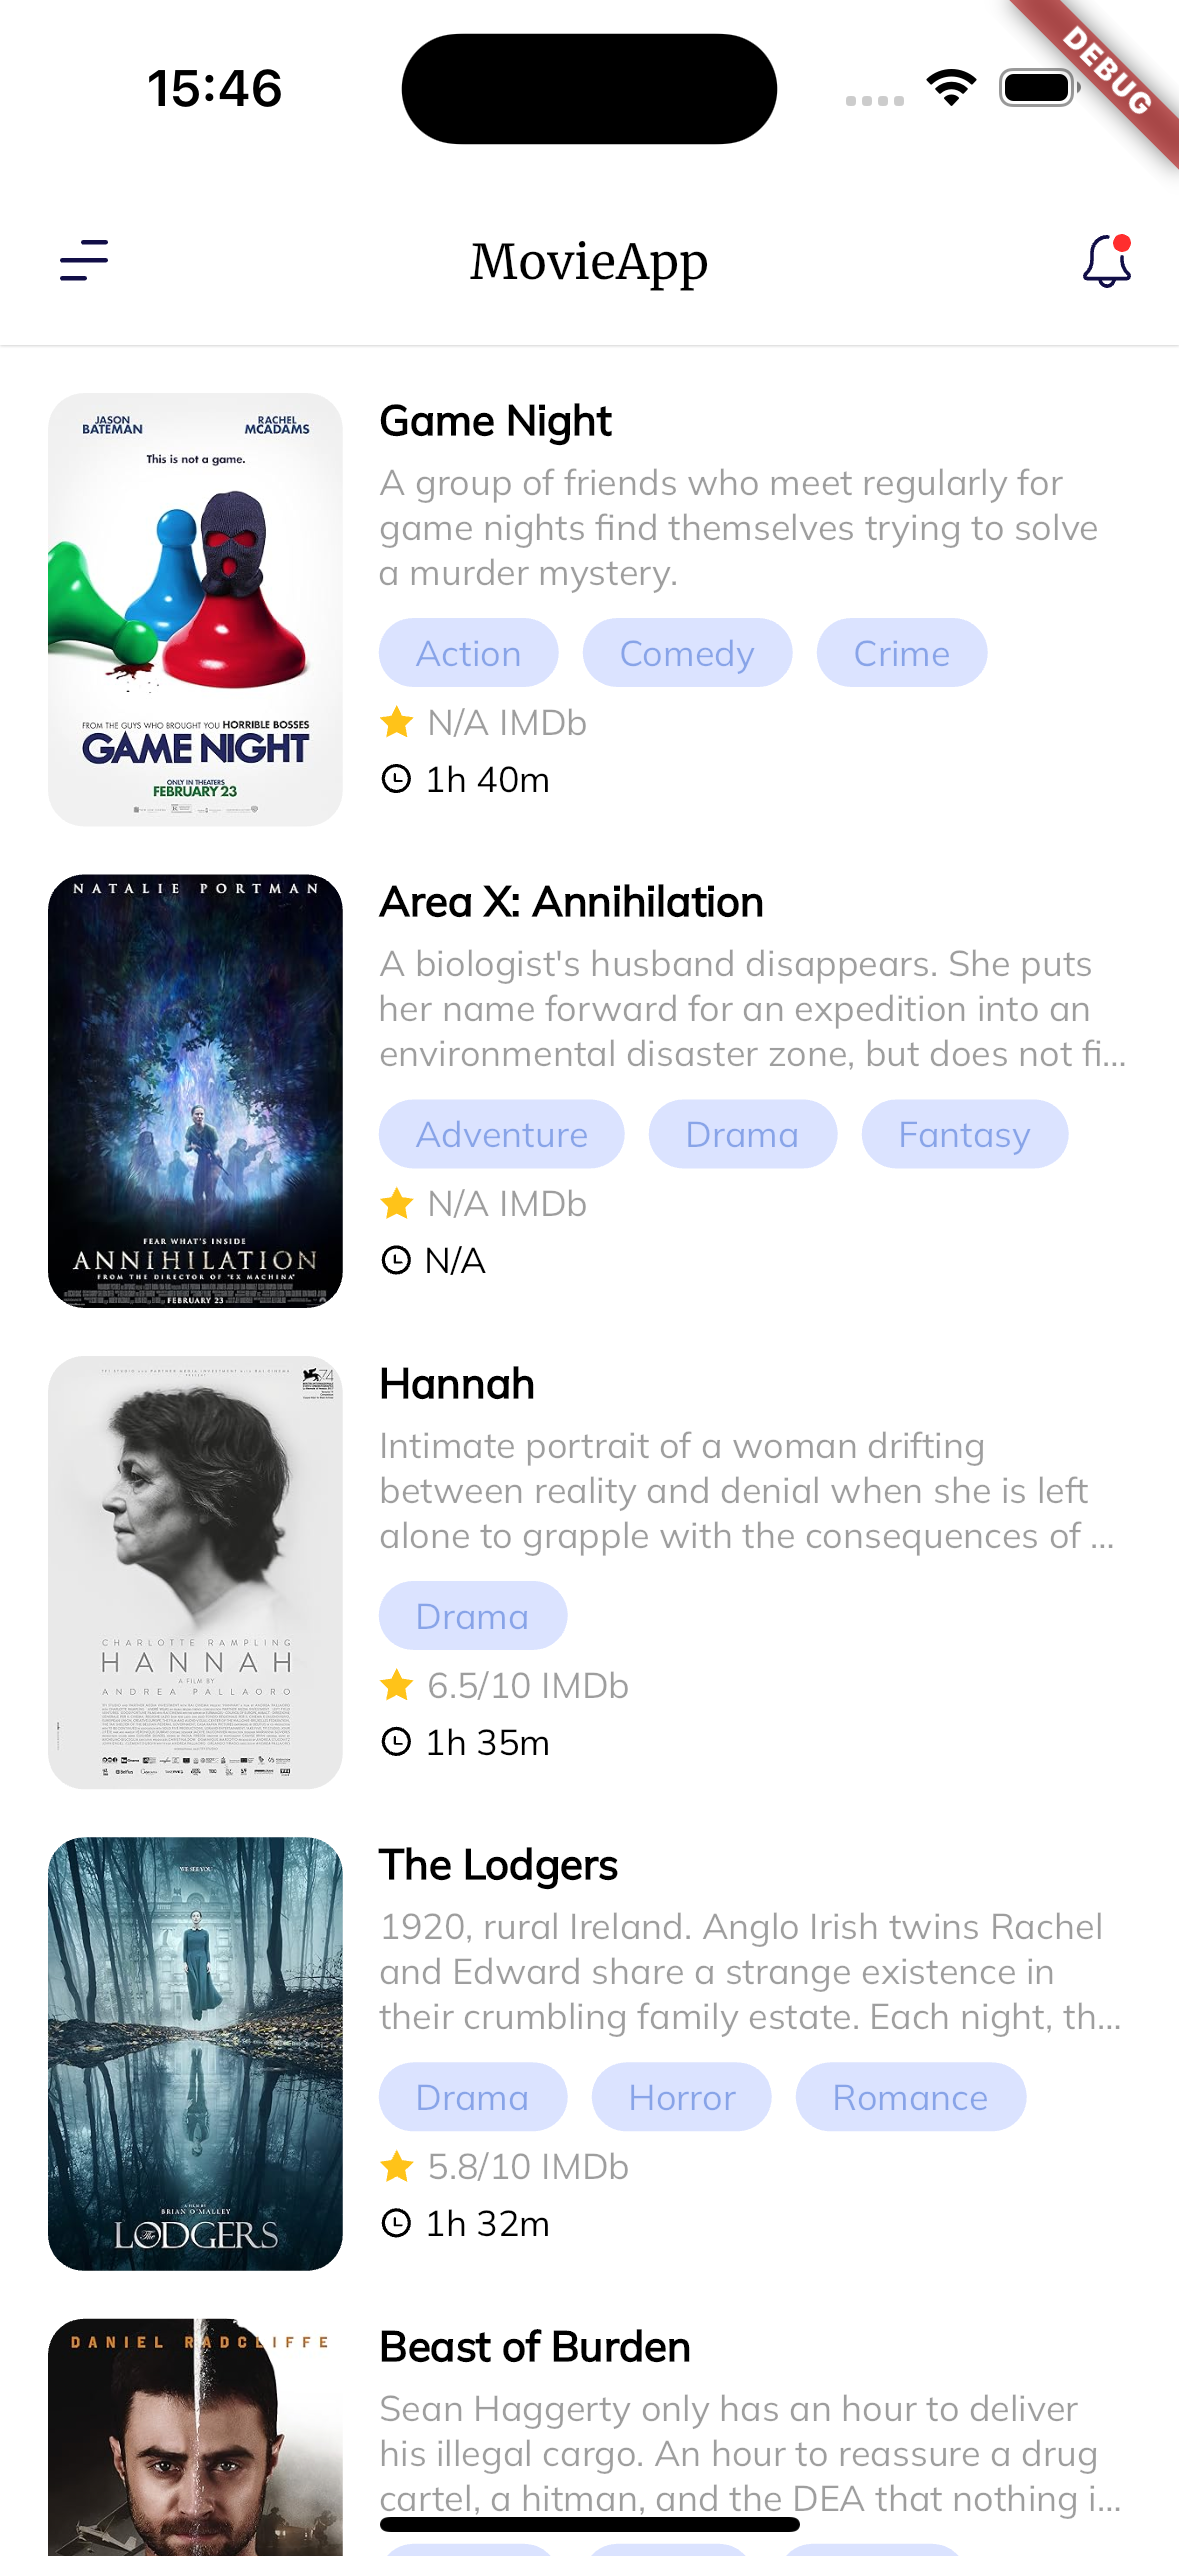 15:46
DEBUG
MovieApp
JASON BATEMAN
RACHEL McADAMS
This is not a game.
FROM THE GUYS WHO BROUGHT YOU HORRIBLE BOSSES
GAME NIGHT
ONLY IN THEATERS
FEBRUARY 23
Game Night
A group of friends who meet regularly for
game nights find themselves trying to solve
a murder mystery.
Action Comedy Crime
N/A IMDb
1h 40m
NATALIE PORTMAN
FEAR WHAT'S INSIDE
ANNIHILATION
FROM THE DIRECTOR OF "EX MACHINA"
FEBRUARY 23
Area X: Annihilation
A biologist's husband disappears. She puts
her name forward for an expedition into an
environmental disaster zone, but does not fi...
Adventure Drama Fantasy
N/A IMDb
N/A
CHARLOTTE RAMPLING
HANNAH
A FILM BY
ANDREA PALLAORO
Hannah
Intimate portrait of a woman drifting
between reality and denial when she is left
alone to grapple with the consequences of ...
Drama
6.5/10 IMDb
1h 35m
WE SEE YOU
A FILM BY
BRIAN O'MALLEY
The LODGERS
The Lodgers
1920, rural Ireland. Anglo Irish twins Rachel
and Edward share a strange existence in
their crumbling family estate. Each night, th...
Drama Horror Romance
5.8/10 IMDb
1h 32m
DANIEL RADCLIFFE
Beast of Burden
Sean Haggerty only has an hour to deliver
his illegal cargo. An hour to reassure a drug
cartel, a hitman, and the DEA that nothing i...